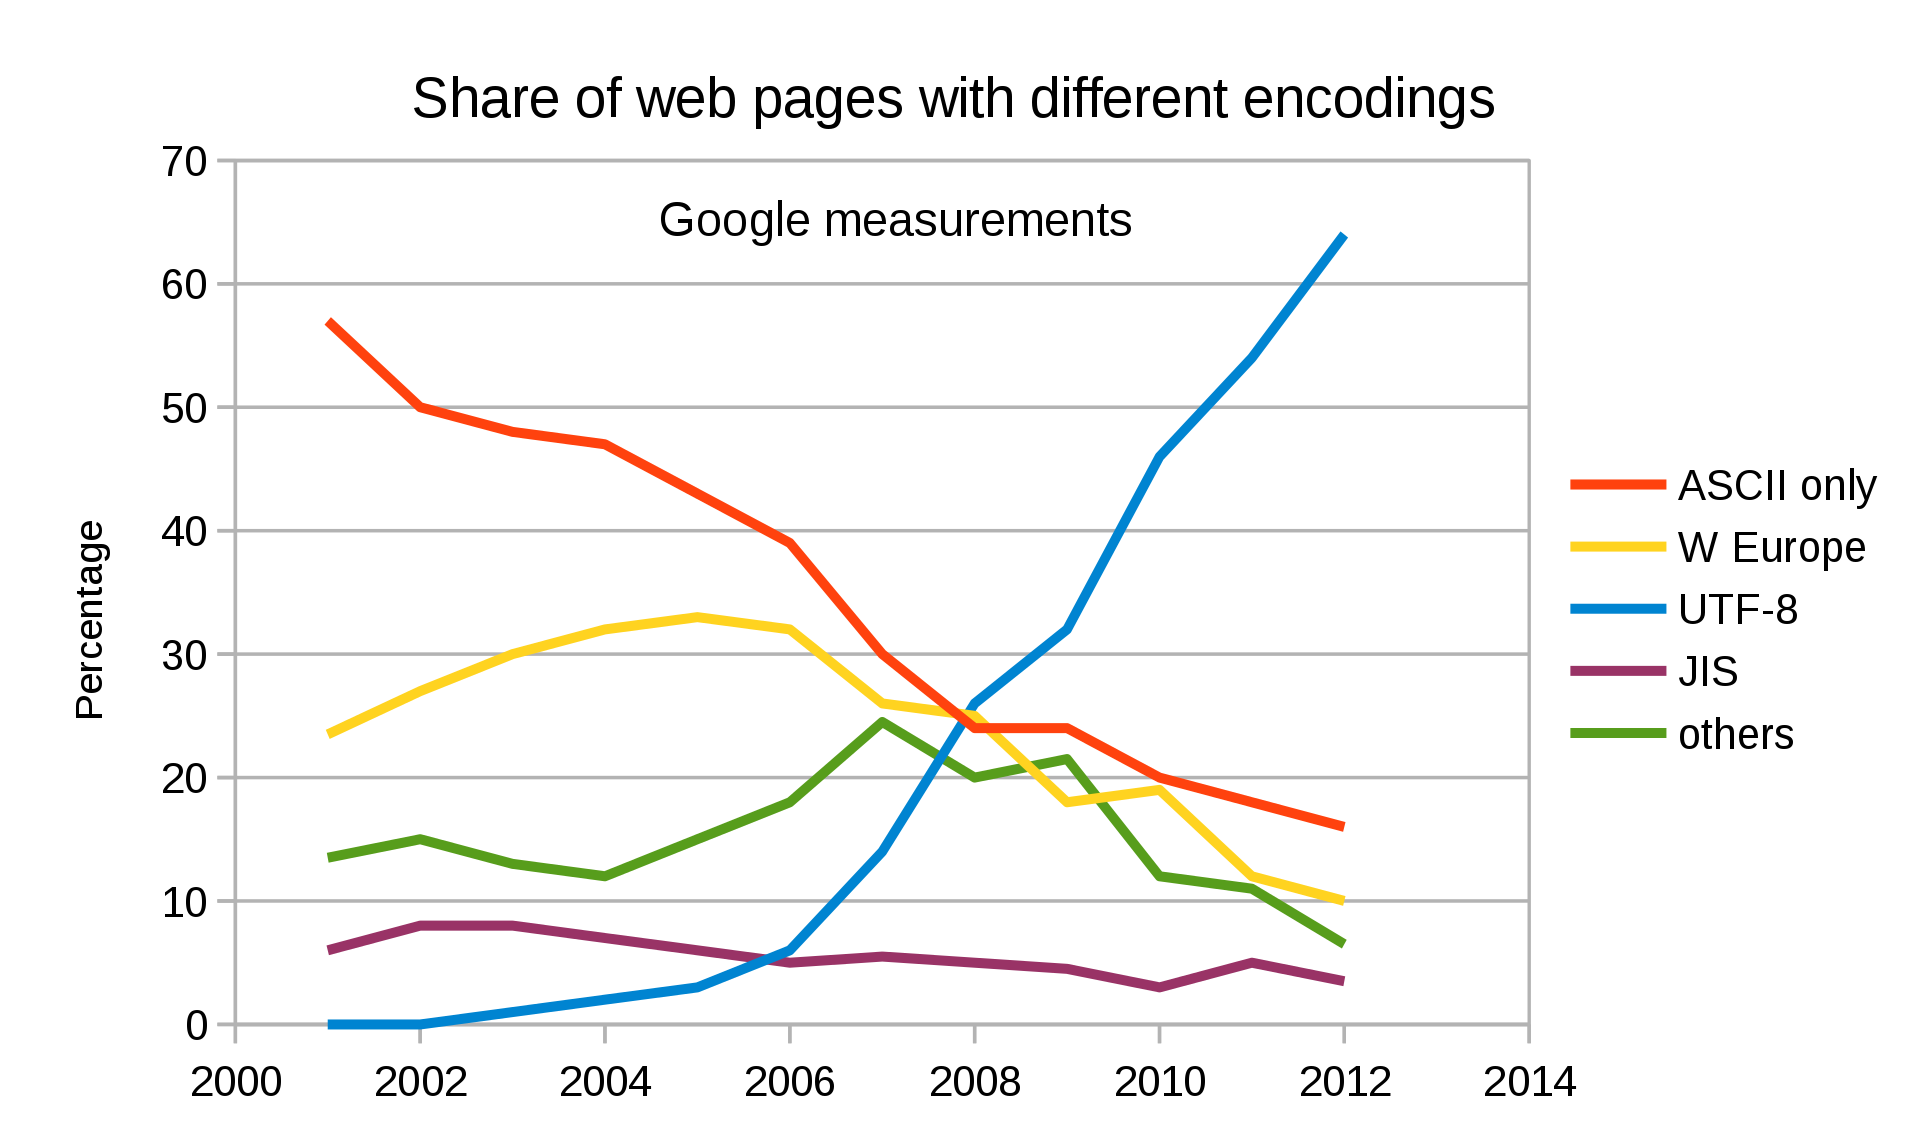 Share of web pages with different encodings
Google measurements
Percentage
70
60
50
40
30
20
10
0
2000 2002 2004 2006 2008 2010 2012 2014
ASCII only
W Europe
UTF-8
JIS
others